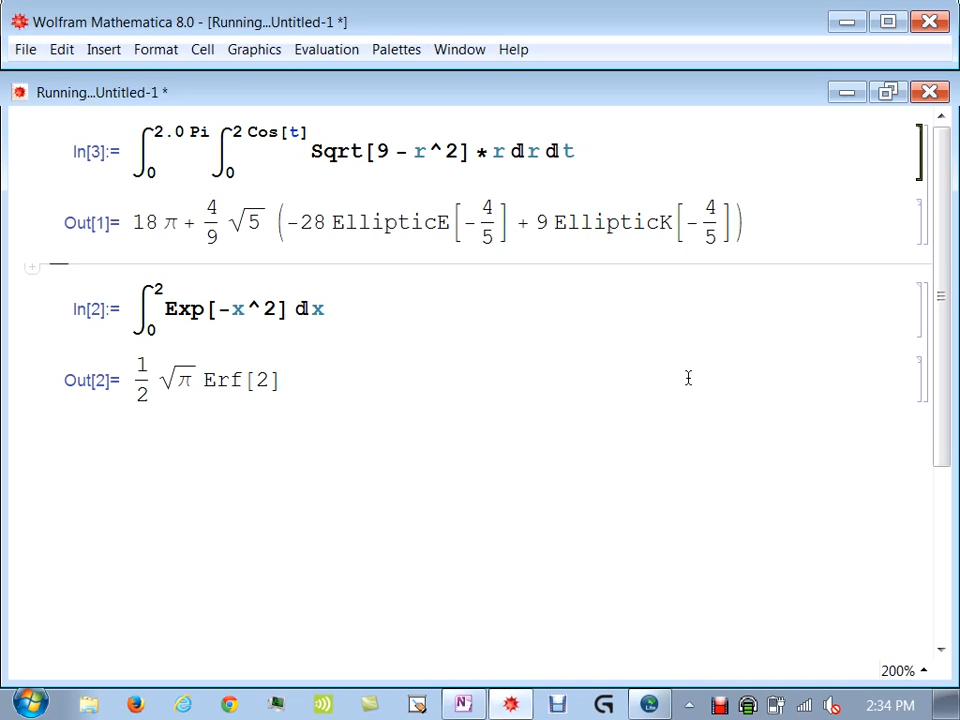 Wolfram Mathematica 8.0 - [Running...Untitled-1 *]
File Edit Insert Format Cell Graphics Evaluation Palettes Window Help
Running...Untitled-1 *
In[3]:= ∫₀^(2.0 Pi) ∫₀^(2 Cos[t]) Sqrt[9 - r^2] * r ⅆr ⅆt
Out[1]= 18 π + 4/9 √5 (-28 EllipticE[-4/5] + 9 EllipticK[-4/5])
In[2]:= ∫₀^2 Exp[-x^2] ⅆx
Out[2]= 1/2 √π Erf[2]
200%
2:34 PM